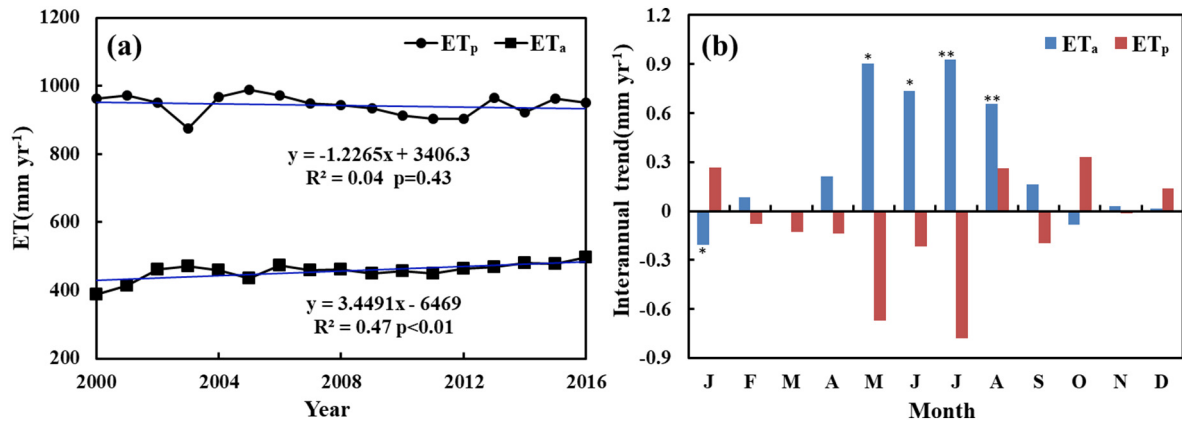 (a)
ETₚ
ETₐ
1200
1000
800
600
400
200
ET(mm yr⁻¹)
y = -1.2265x + 3406.3
R² = 0.04 p=0.43
y = 3.4491x - 6469
R² = 0.47 p<0.01
2000
2004
2008
2012
2016
Year
(b)
ETₐ
ETₚ
1.2
0.9
0.6
0.3
0
-0.3
-0.6
-0.9
Interannual trend(mm yr⁻¹)
*
*
*
**
**
J F M A M J J A S O N D
Month